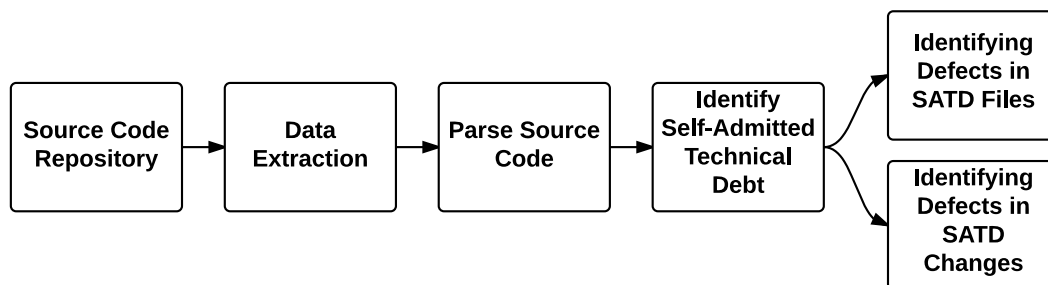 Source Code
Repository
Data
Extraction
Parse Source
Code
Identify
Self-Admitted
Technical
Debt
Identifying
Defects in
SATD Files
Identifying
Defects in
SATD
Changes